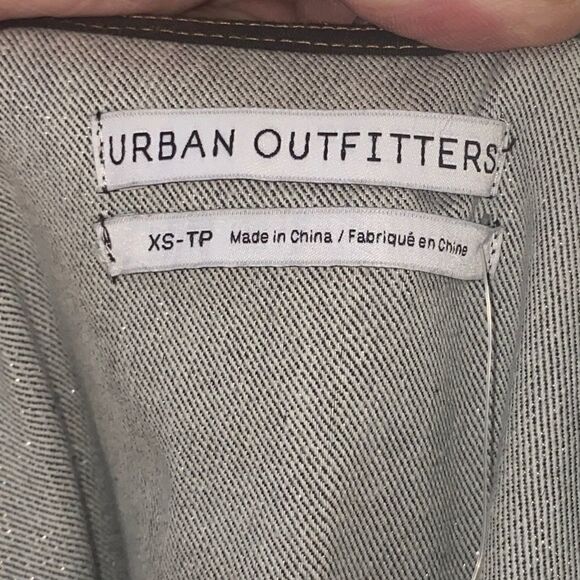 URBAN OUTFITTERS
XS-TP Made in China / Fabriqué en Chine